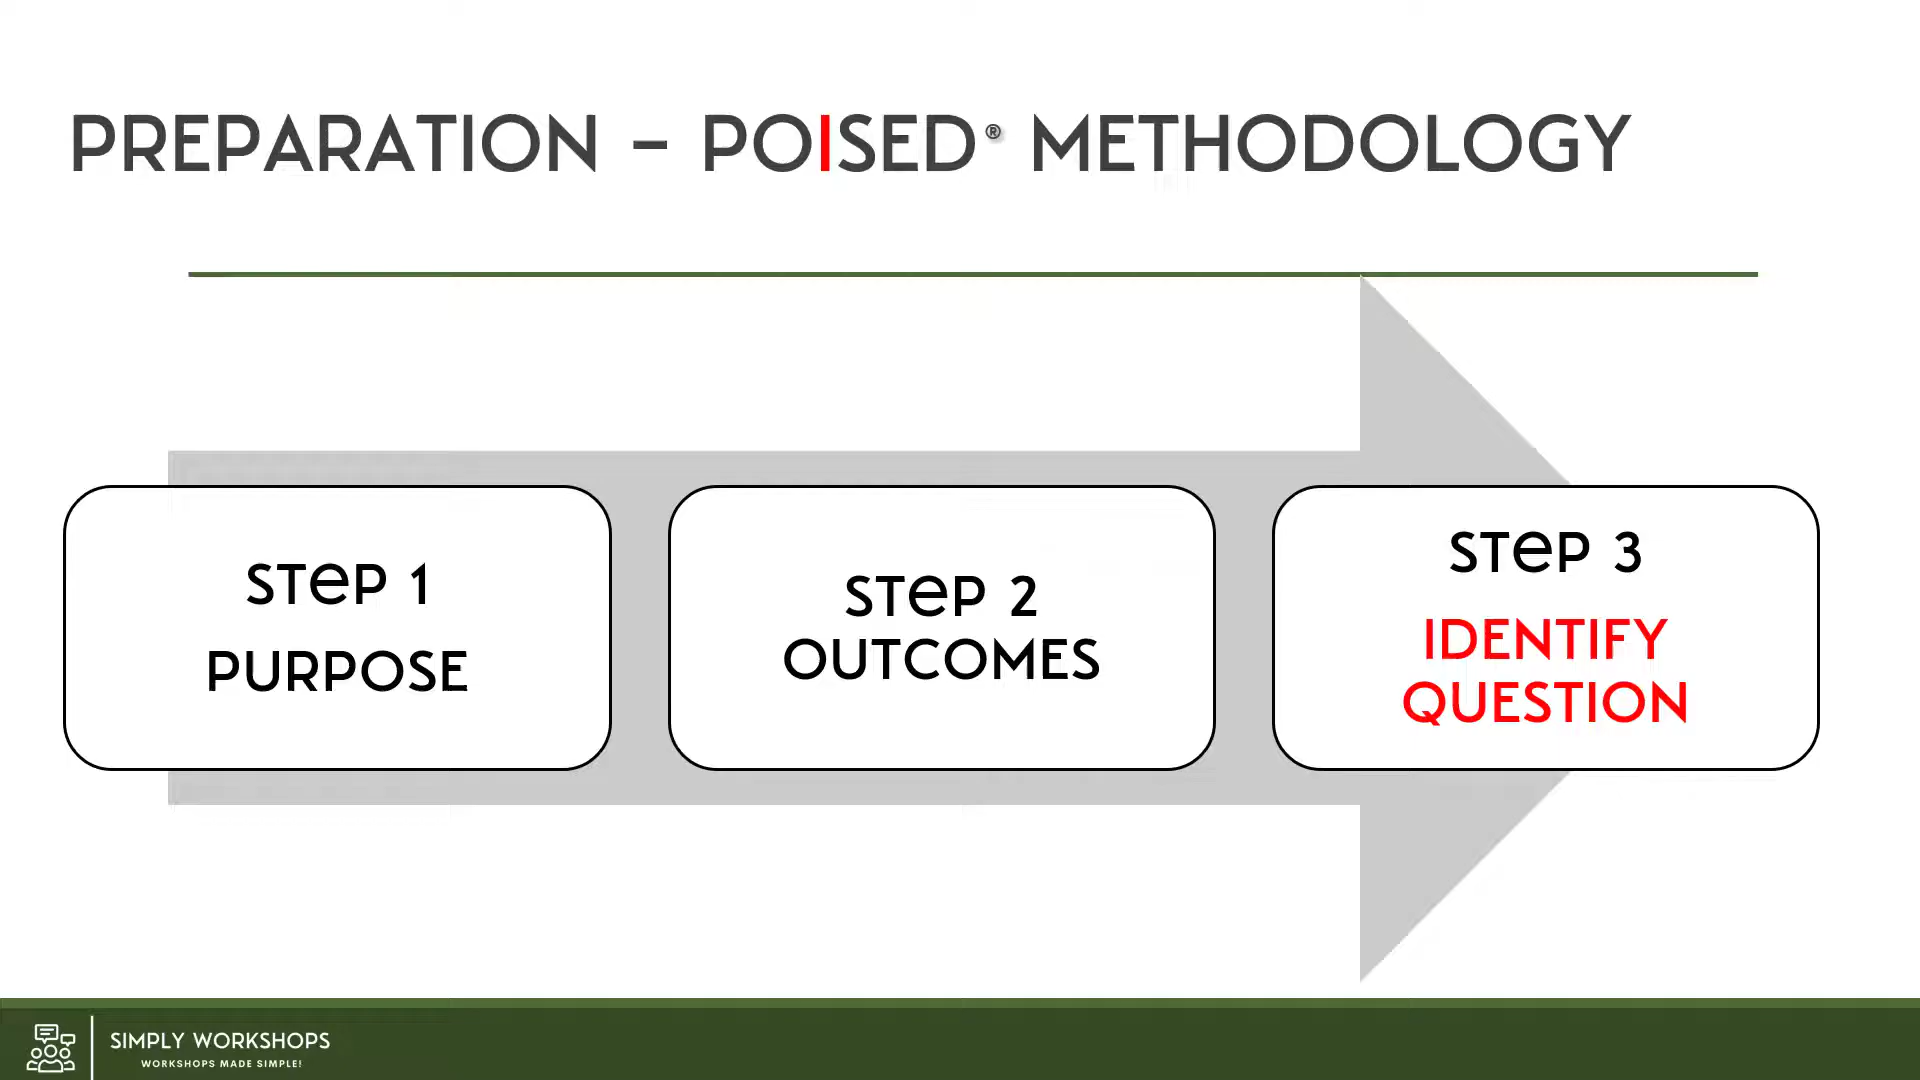 PREPARATION – POISED® METHODOLOGY
STeP 1
PURPOSE
STeP 2
OUTCOMES
STeP 3
IDENTIFY
QUESTION
SIMPLY WORKSHOPS
WORKSHOPS MADE SIMPLE!